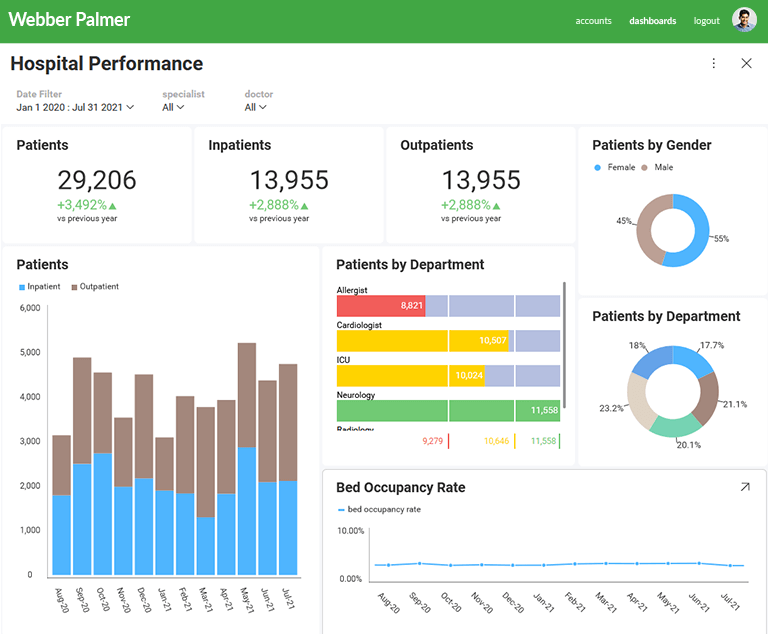 Webber Palmer
accounts dashboards logout
Hospital Performance
Date Filter specialist doctor
Jan 1 2020 : Jul 31 2021 All All
Patients
29,206
+3,492%
vs previous year
Inpatients
13,955
+2,888%
vs previous year
Outpatients
13,955
+2,888%
vs previous year
Patients by Gender
Female Male
45%
55%
Patients
Inpatient Outpatient
6,000
5,000
4,000
3,000
2,000
1,000
0
Aug-20 Sep-20 Oct-20 Nov-20 Dec-20 Jan-21 Feb-21 Mar-21 Apr-21 May-21 Jun-21 Jul-21
Patients by Department
Allergist
8,821
Cardiologist
10,507
ICU
10,024
Neurology
11,558
Radiology
9,279 10,646 11,558
Patients by Department
18% 17.7%
23.2% 21.1%
20.1%
Bed Occupancy Rate
bed occupancy rate
10.00%
0.00%
Aug-20 Sep-20 Oct-20 Nov-20 Dec-20 Jan-21 Feb-21 Mar-21 Apr-21 May-21 Jun-21 Jul-21